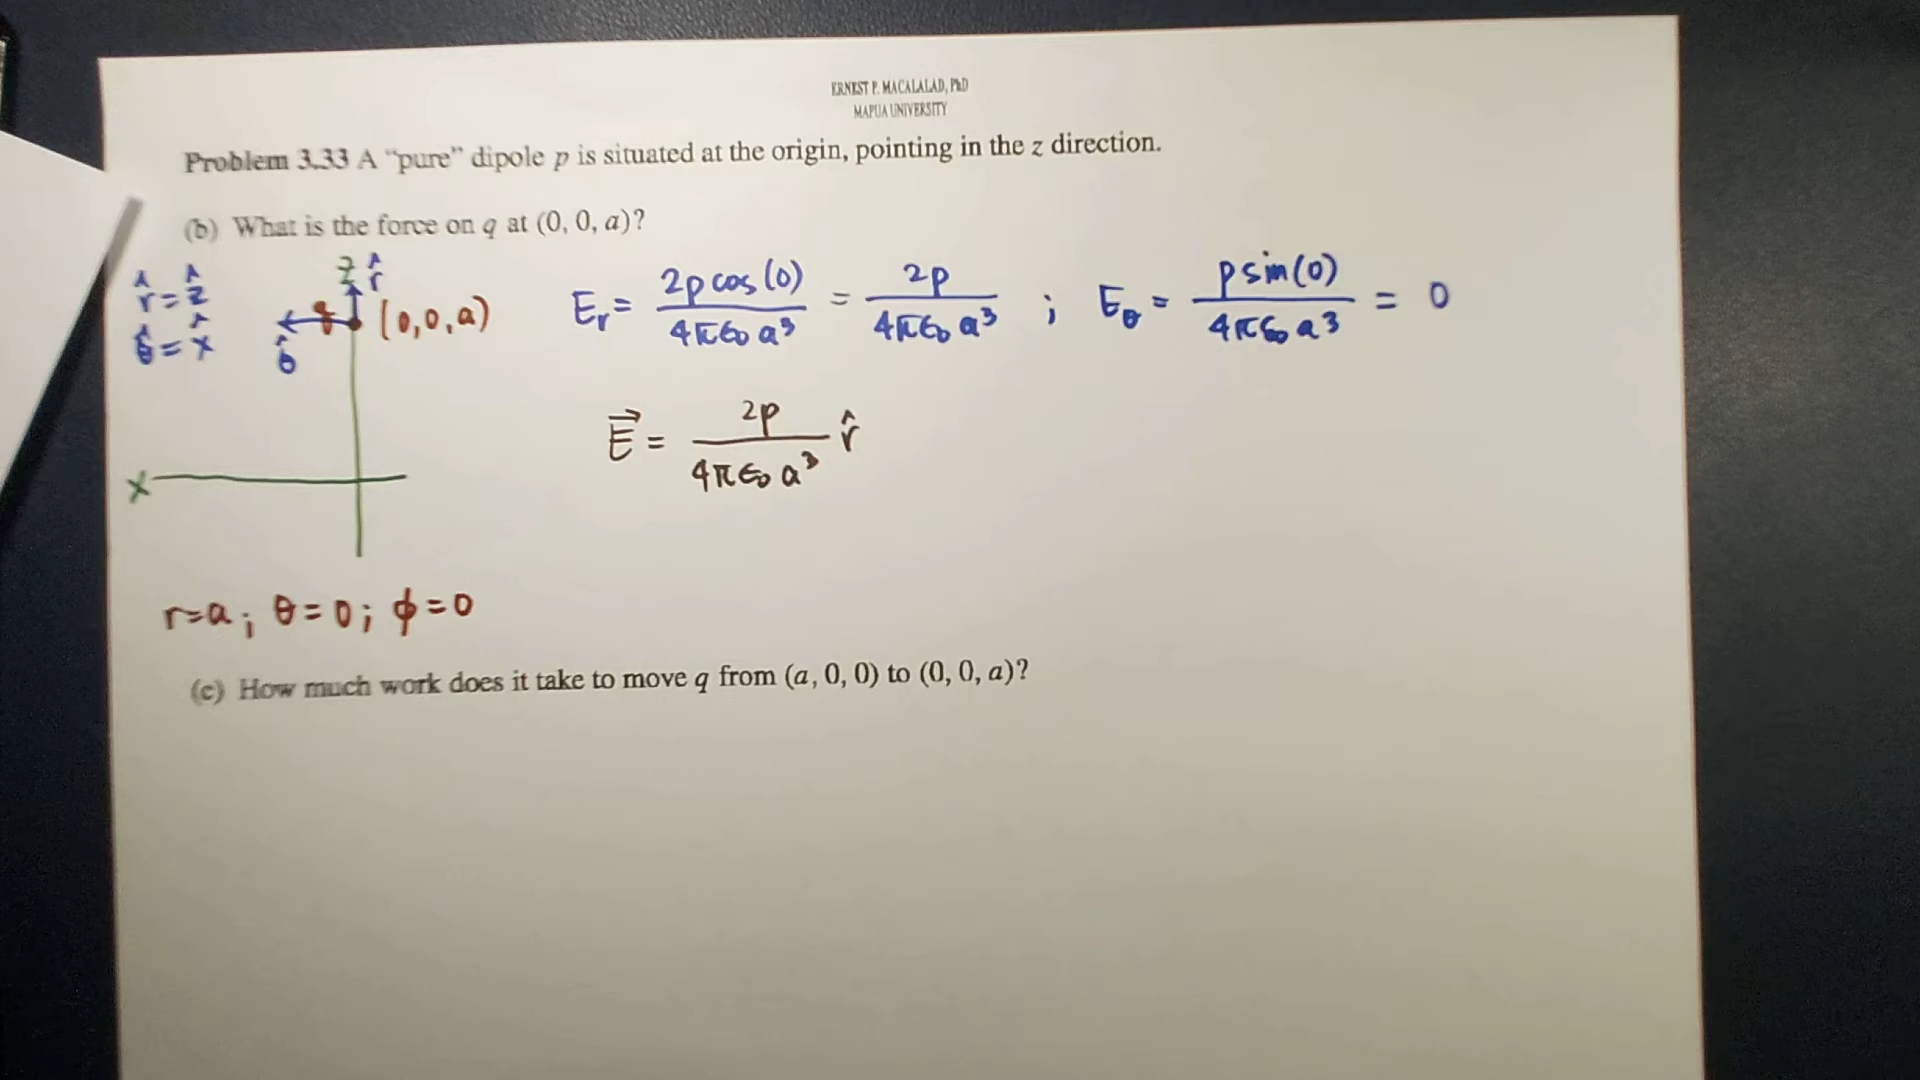 ERNEST P. MACALALAD, PhD
MAPUA UNIVERSITY
Problem 3.33 A “pure” dipole p is situated at the origin, pointing in the z direction.
(b) What is the force on q at (0, 0, a)?
r̂ = ẑ
θ̂ = x̂
z r̂
q (0,0,a)
θ̂
x
E_r = 2p cos(0) / 4πε₀a³ = 2p / 4πε₀a³ ; E_θ = p sin(0) / 4πε₀a³ = 0
E⃗ = 2p / 4πε₀a³ r̂
r=a; θ=0; ϕ=0
(c) How much work does it take to move q from (a, 0, 0) to (0, 0, a)?